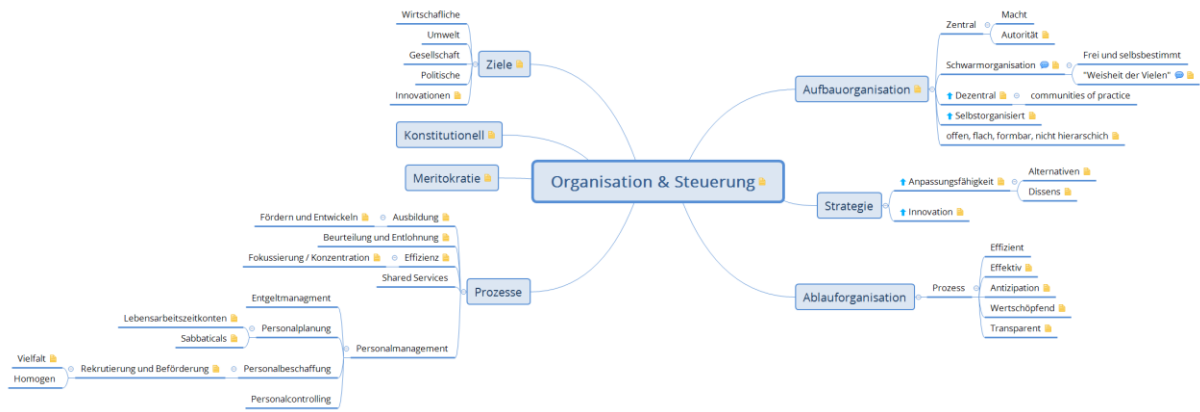 Organisation & Steuerung
Ziele
Wirtschafliche
Umwelt
Gesellschaft
Politische
Innovationen
Konstitutionell
Meritokratie
Prozesse
Ausbildung
Fördern und Entwickeln
Beurteilung und Entlohnung
Effizienz
Fokussierung / Konzentration
Shared Services
Personalmanagement
Entgeltmanagment
Personalplanung
Lebensarbeitszeitkonten
Sabbaticals
Personalbeschaffung
Rekrutierung und Beförderung
Vielfalt
Homogen
Personalcontrolling
Aufbauorganisation
Zentral
Macht
Autorität
Schwarmorganisation
Frei und selbsbestimmt
"Weisheit der Vielen"
Dezentral
communities of practice
Selbstorganisiert
offen, flach, formbar, nicht hierarschich
Strategie
Anpassungsfähigkeit
Alternativen
Dissens
Innovation
Ablauforganisation
Prozess
Effizient
Effektiv
Antizipation
Wertschöpfend
Transparent